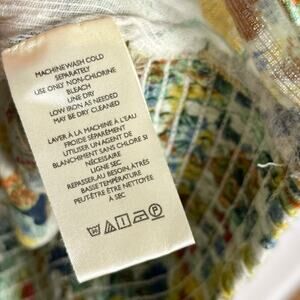 MACHINE WASH COLD
SEPARATELY
USE ONLY NON-CHLORINE
BLEACH
LINE DRY
LOW IRON AS NEEDED
MAY BE DRY CLEANED
LAVER À LA MACHINE À L'EAU
FROIDE SÉPARÉMENT
UTILISER UN AGENT DE
BLANCHIMENT SANS CHLORE SI
NÉCESSAIRE
LIGNE SEC
REPASSER AU BESOIN, À TRÈS
BASSE TEMPÉRATURE
PEUT-ÊTRE ÊTRE NETTOYÉE
À SEC